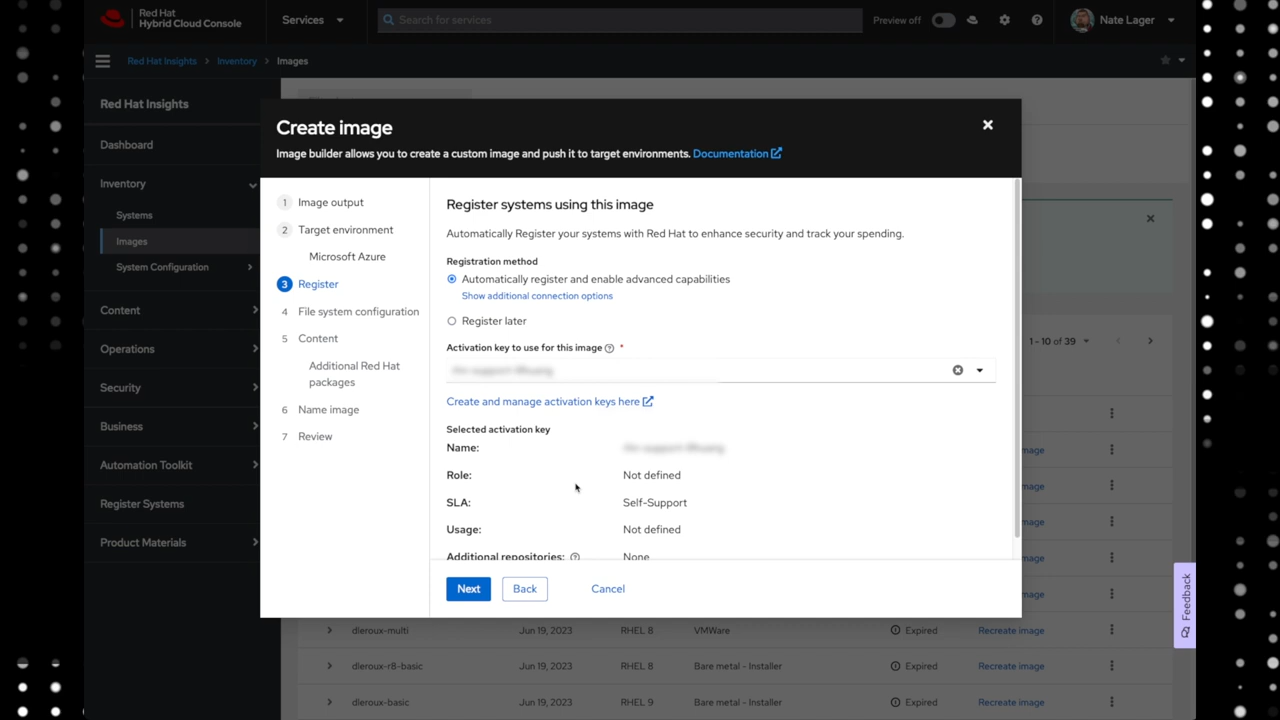 Red Hat
Hybrid Cloud Console
Services
Search for services
Preview off
Nate Lager
Red Hat Insights > Inventory > Images
Red Hat Insights
Dashboard
Inventory
Systems
Images
System Configuration
Content
Operations
Security
Business
Automation Toolkit
Register Systems
Product Materials
Create image
Image builder allows you to create a custom image and push it to target environments. Documentation
1 Image output
2 Target environment
Microsoft Azure
3 Register
4 File system configuration
5 Content
Additional Red Hat
packages
6 Name image
7 Review
Register systems using this image
Automatically Register your systems with Red Hat to enhance security and track your spending.
Registration method
Automatically register and enable advanced capabilities
Show additional connection options
Register later
Activation key to use for this image *
Create and manage activation keys here
Selected activation key
Name:
Role: Not defined
SLA: Self-Support
Usage: Not defined
Additional repositories: None
Next Back Cancel
1 - 10 of 39
mage
mage
mage
mage
mage
dleroux-multi Jun 19, 2023 RHEL 8 VMWare Expired Recreate image
dleroux-r8-basic Jun 19, 2023 RHEL 8 Bare metal - Installer Expired Recreate image
dleroux-basic Jun 19, 2023 RHEL 9 Bare metal - Installer Expired Recreate image
Feedback